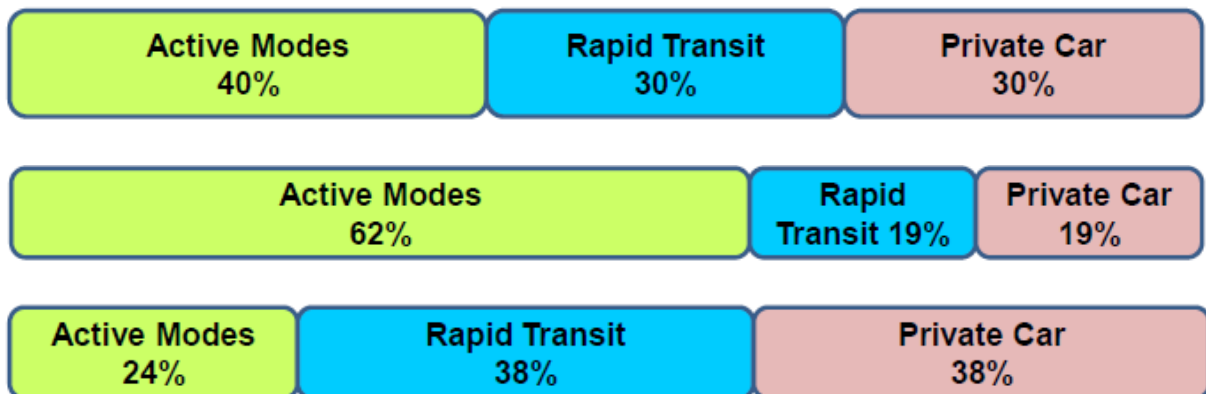 Active Modes
40%
Rapid Transit
30%
Private Car
30%
Active Modes
62%
Rapid
Transit 19%
Private Car
19%
Active Modes
24%
Rapid Transit
38%
Private Car
38%